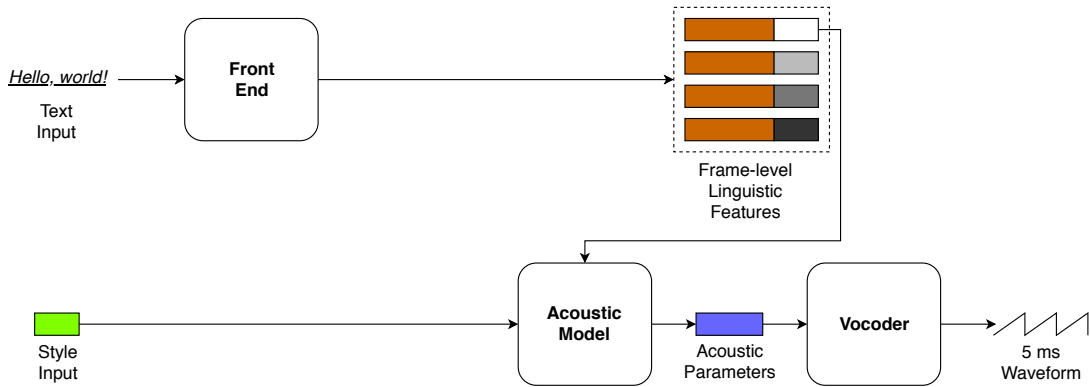 Hello, world!
Text
Input
Front
End
Frame-level
Linguistic
Features
Style
Input
Acoustic
Model
Acoustic
Parameters
Vocoder
5 ms
Waveform